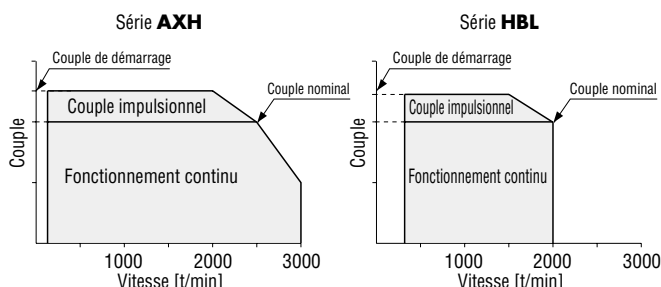 Série AXH
Couple de démarrage
Couple nominal
Couple impulsionnel
Fonctionnement continu
Couple
1000 2000 3000
Vitesse [t/min]
Série HBL
Couple de démarrage
Couple nominal
Couple impulsionnel
Fonctionnement continu
Couple
1000 2000 3000
Vitesse [t/min]